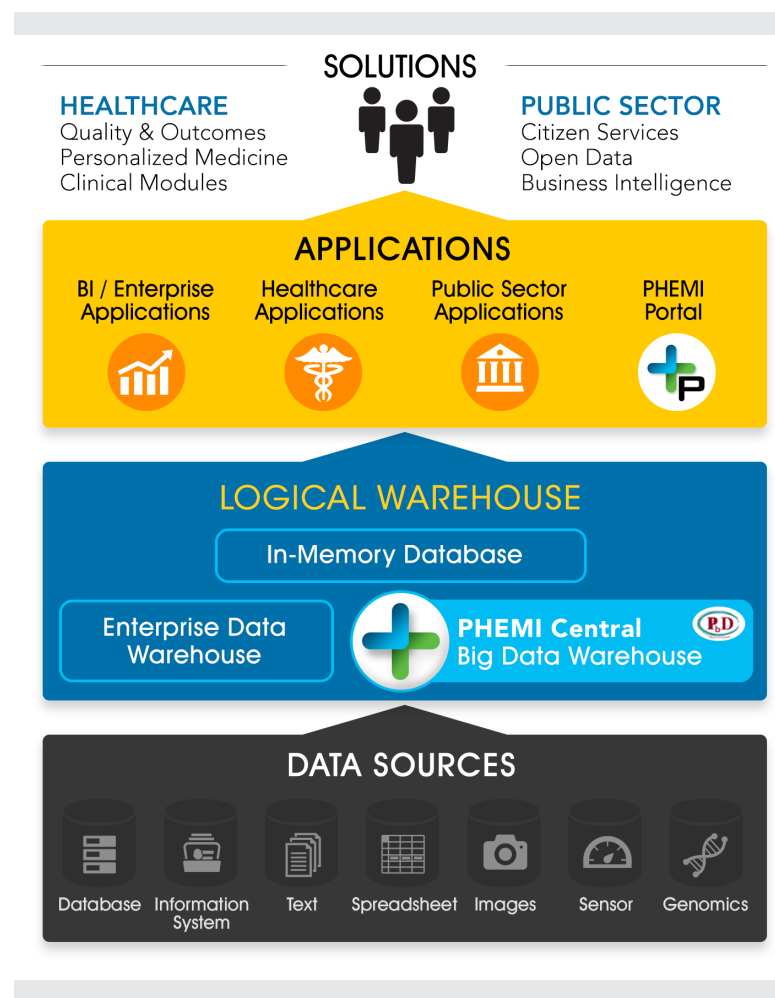 SOLUTIONS
HEALTHCARE
Quality & Outcomes
Personalized Medicine
Clinical Modules
PUBLIC SECTOR
Citizen Services
Open Data
Business Intelligence
APPLICATIONS
BI / Enterprise
Applications
Healthcare
Applications
Public Sector
Applications
PHEMI
Portal
P
LOGICAL WAREHOUSE
In-Memory Database
Enterprise Data
Warehouse
PHEMI Central
Big Data Warehouse
PbD
DATA SOURCES
Database
Information
System
Text
Spreadsheet
Images
Sensor
Genomics